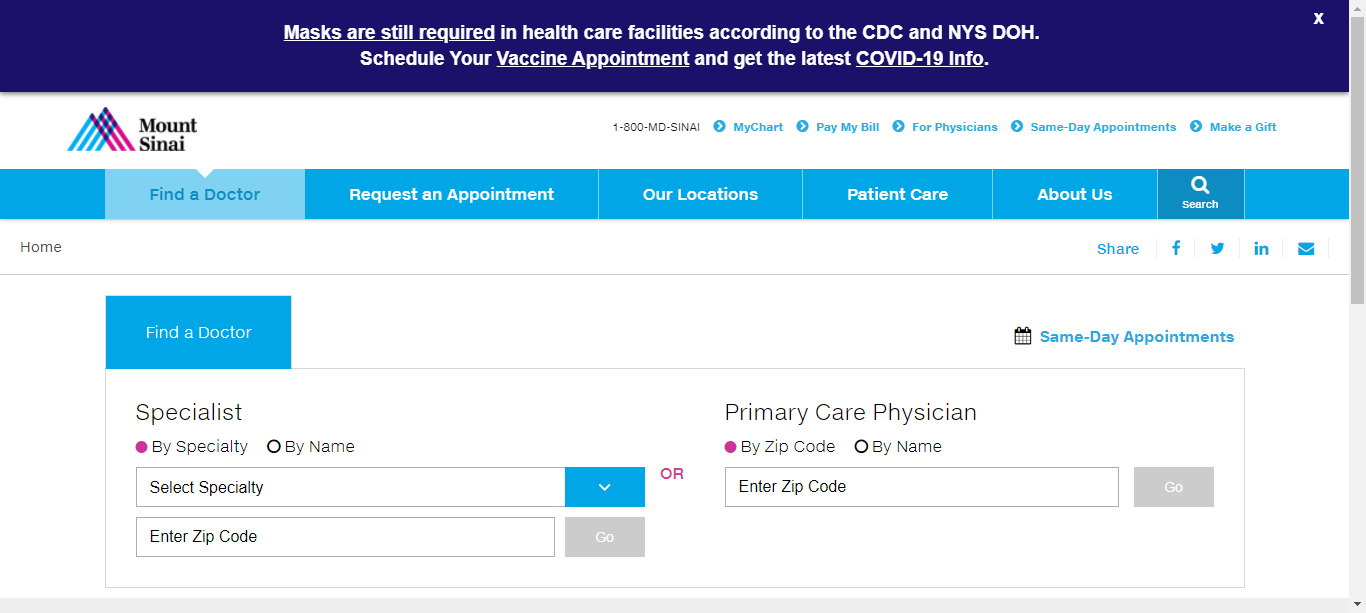 Masks are still required in health care facilities according to the CDC and NYS DOH.
X
Schedule Your Vaccine Appointment and get the latest COVID-19 Info.
Mount
Sinai
1-800-MD-SINAI MyChart Pay My Bill For Physicians Same-Day Appointments Make a Gift
Find a Doctor Request an Appointment Our Locations Patient Care About Us Search
Home Share
Find a Doctor
Same-Day Appointments
Specialist
By Specialty By Name
Select Specialty
Enter Zip Code Go
OR
Primary Care Physician
By Zip Code By Name
Enter Zip Code Go